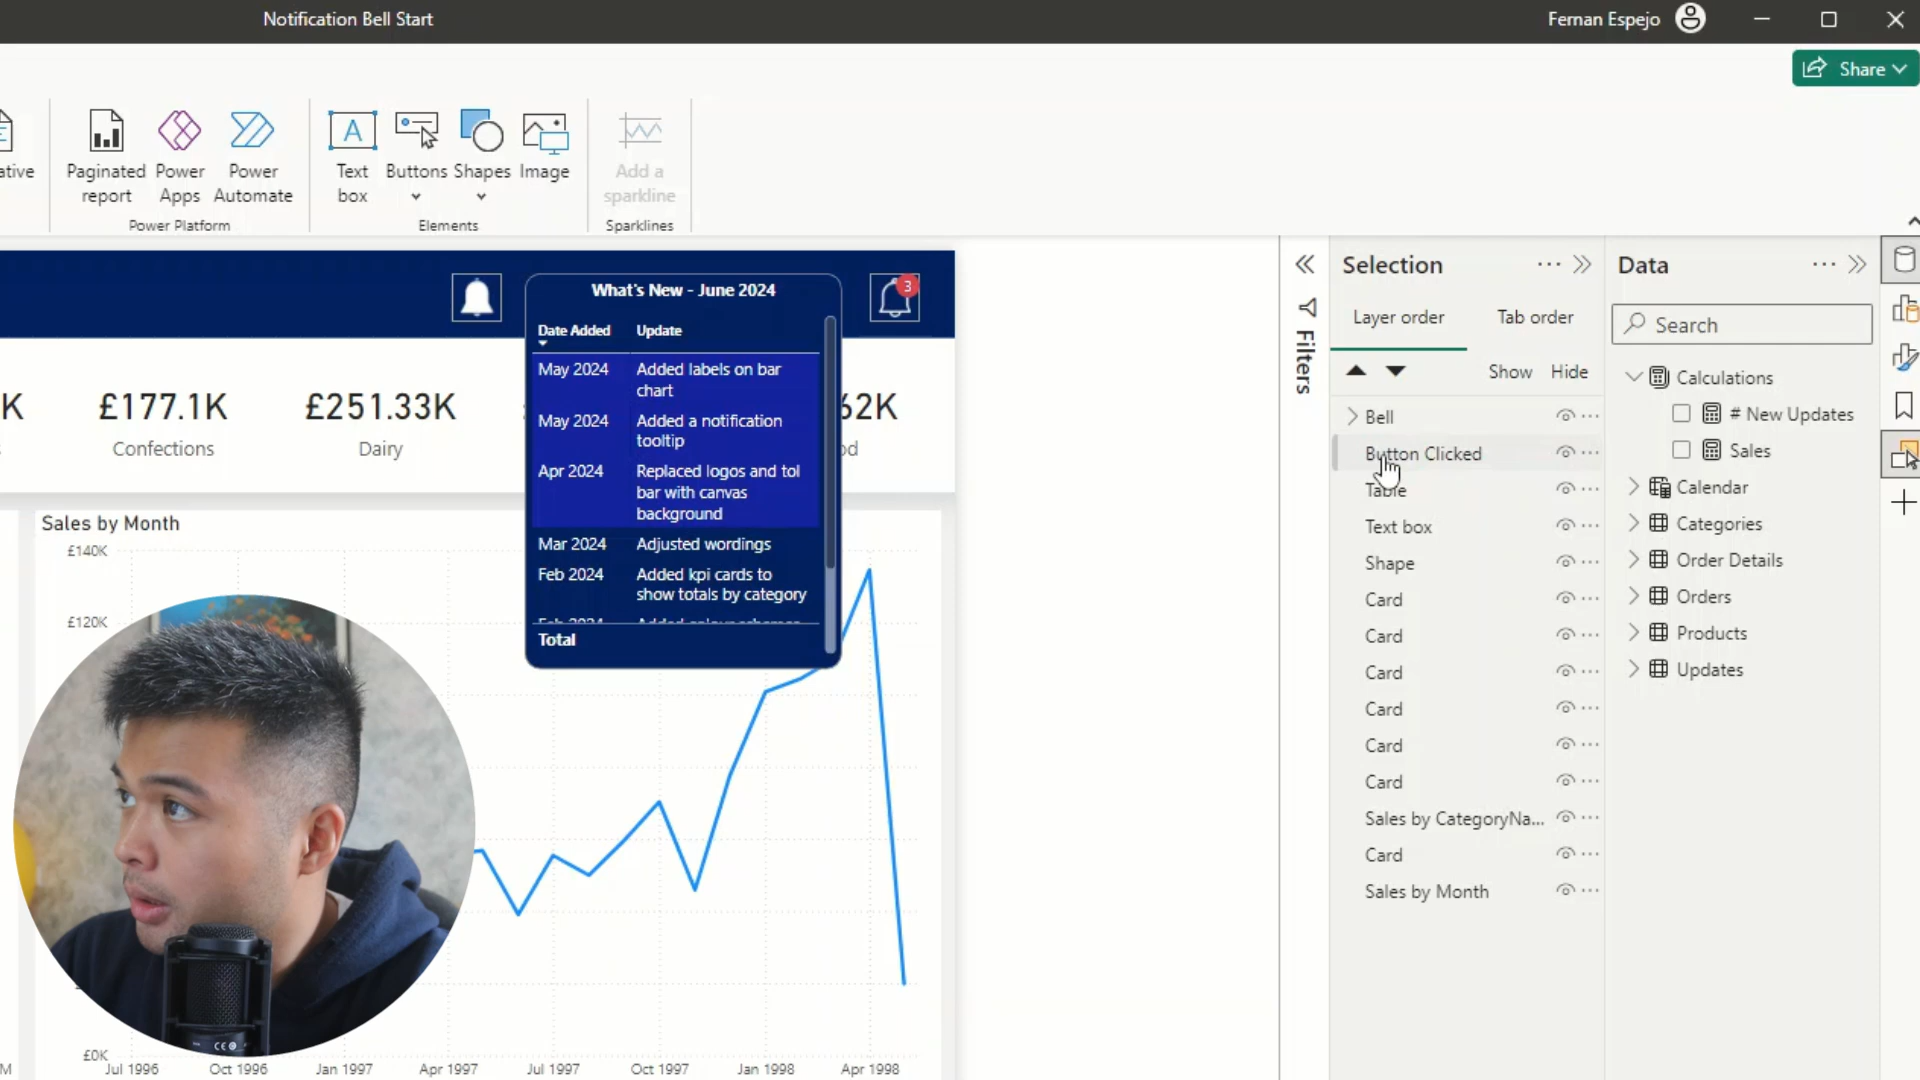 Notification Bell Start
Fernan Espejo
Share
ative
Paginated report
Power Apps
Power Automate
Power Platform
Text box
Buttons
Shapes
Image
Elements
Add a sparkline
Sparklines
3
What's New - June 2024
Date Added Update
May 2024 Added labels on bar
chart
May 2024 Added a notification
tooltip
Apr 2024 Replaced logos and tol
bar with canvas
background
Mar 2024 Adjusted wordings
Feb 2024 Added kpi cards to
show totals by category
Total
K
£177.1K
Confections
£251.33K
Dairy
62K
od
Sales by Month
£140K
£120K
£0K
M
Jul 1996
Oct 1996
Jan 1997
Apr 1997
Jul 1997
Oct 1997
Jan 1998
Apr 1998
Filters
Selection
Layer order
Tab order
Show
Hide
Bell
Button Clicked
Table
Text box
Shape
Card
Card
Card
Card
Card
Card
Sales by CategoryNa...
Card
Sales by Month
Data
Search
Calculations
# New Updates
Sales
Calendar
Categories
Order Details
Orders
Products
Updates